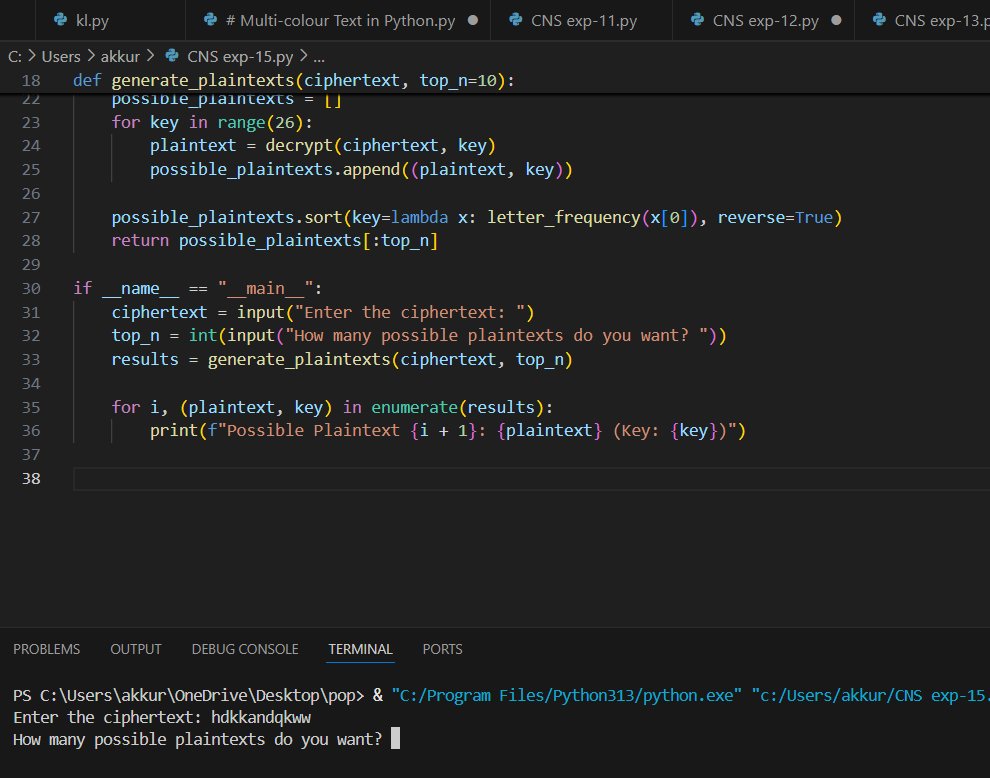 kl.py # Multi-colour Text in Python.py CNS exp-11.py CNS exp-12.py CNS exp-13.p
C: > Users > akkur > CNS exp-15.py > ...
18 def generate_plaintexts(ciphertext, top_n=10):
22     possible_plaintexts = []
23     for key in range(26):
24         plaintext = decrypt(ciphertext, key)
25         possible_plaintexts.append((plaintext, key))
26
27     possible_plaintexts.sort(key=lambda x: letter_frequency(x[0]), reverse=True)
28     return possible_plaintexts[:top_n]
29
30 if __name__ == "__main__":
31     ciphertext = input("Enter the ciphertext: ")
32     top_n = int(input("How many possible plaintexts do you want? "))
33     results = generate_plaintexts(ciphertext, top_n)
34
35     for i, (plaintext, key) in enumerate(results):
36         print(f"Possible Plaintext {i + 1}: {plaintext} (Key: {key})")
37
38
PROBLEMS OUTPUT DEBUG CONSOLE TERMINAL PORTS
PS C:\Users\akkur\OneDrive\Desktop\pop> & "C:/Program Files/Python313/python.exe" "c:/Users/akkur/CNS exp-15.
Enter the ciphertext: hdkkandqkww
How many possible plaintexts do you want?